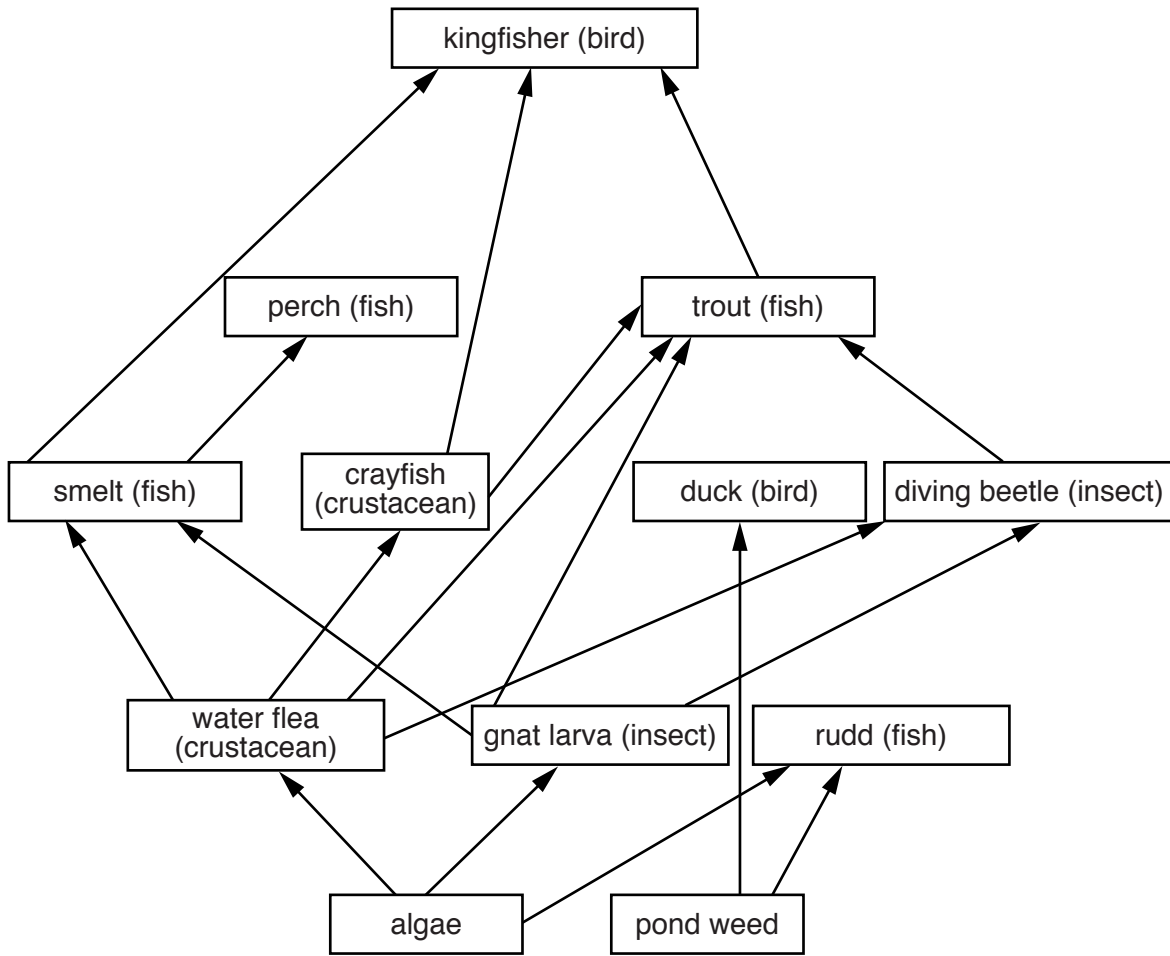 kingfisher (bird)
perch (fish)
trout (fish)
smelt (fish)
crayfish
(crustacean)
duck (bird)
diving beetle (insect)
water flea
(crustacean)
gnat larva (insect)
rudd (fish)
algae
pond weed